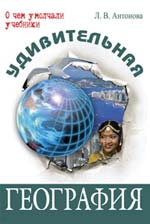 О чем умолчали
учебники
Л. В. Антонова
УДИВИТЕЛЬНАЯ
ГЕОГРАФИЯ